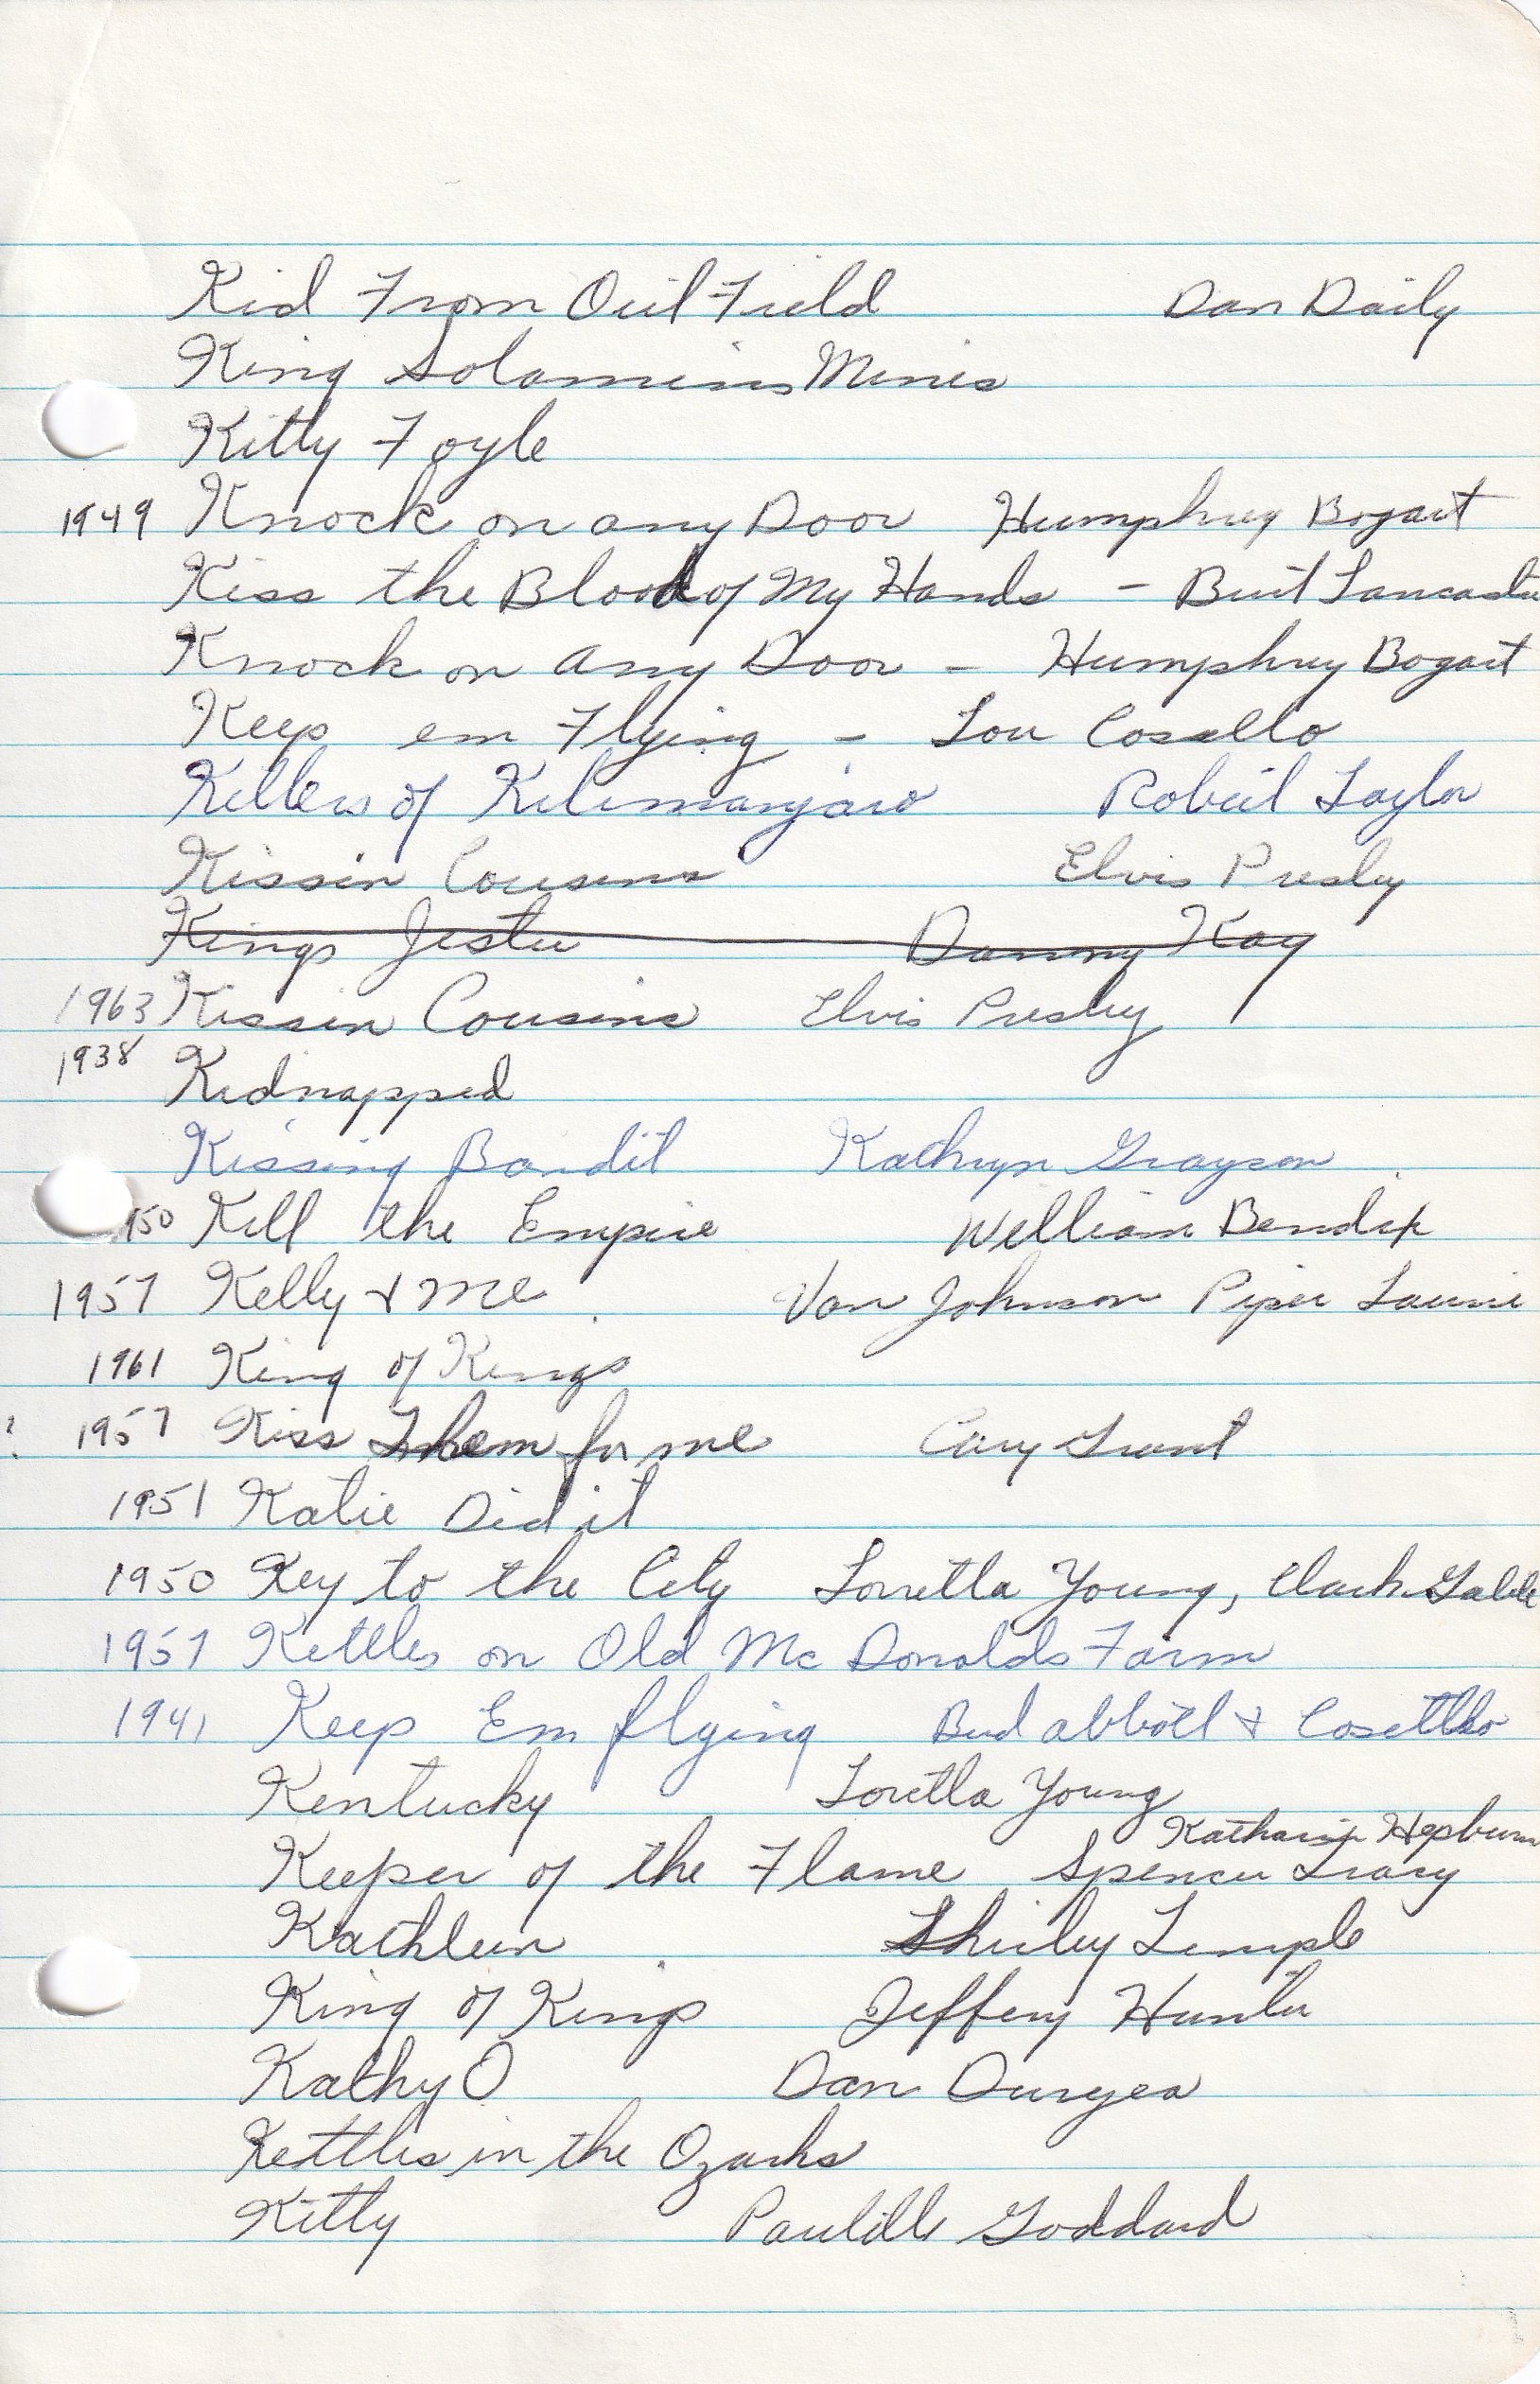 Kid From Oil Field Dan Daily
King Solamins Mines
Kitty Foyle
1949 Knock on any Door Humphrey Bogart
Kiss the Blood of My Hands - Burt Lancaster
Knock on any Door - Humphrey Bogart
Keep em Flying - Lou Cosello
Killers of Kilimanjaro Robert Taylor
Kissin Cousins Elvis Presley
Kings Jester Danny Kay
1963 Kissin Cousins Elvis Presley
1938 Kidnapped
Kissing Bandit Kathryn Grayson
950 Kill the Empire William Bendix
1957 Kelly & Me Van Johnson Piper Laurie
1961 King of Kings
? 1957 Kiss Them for me Cary Grant
1951 Katie Did it
1950 Key to the City Lorretta Young, Clark Gable
1957 Kettles on Old Mc Donalds Farm
1941 Keep Em flying Bud abbott & Cosettlo
Kentucky Loretta Young
Katharin Hepburn
Keeper of the Flame Spencer Tracy
Kathleen Shirley Temple
King of Kings Jeffery Hunter
Kathy O Dan Duryea
Kettles in the Ozarks
Kitty Paulette Goddard